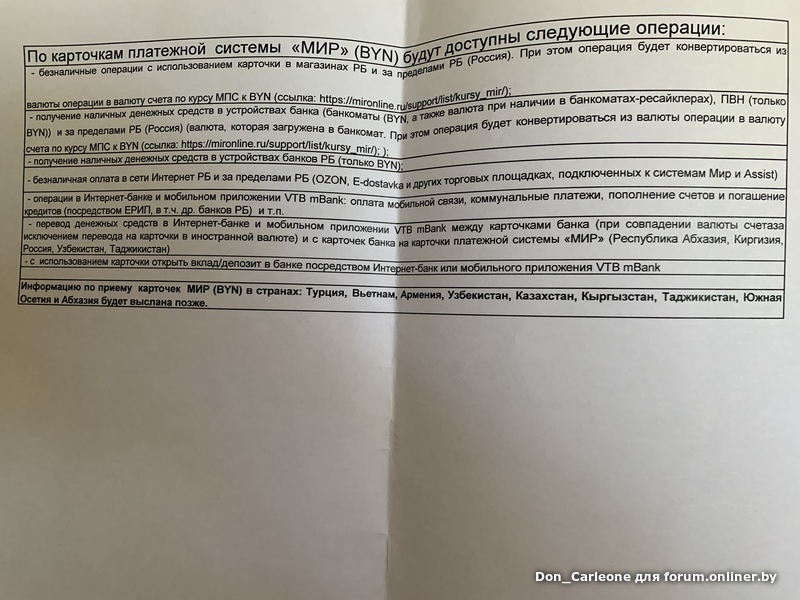 По карточкам платежной системы «МИР» (BYN) будут доступны следующие операции:
- безналичные операции с использованием карточки в магазинах РБ и за пределами РБ (Россия). При этом операция будет конвертироваться из
валюты операции в валюту счета по курсу МПС к BYN (ссылка: https://mironline.ru/support/list/kursy_mir/);
- получение наличных денежных средств в устройствах банка (банкоматы (BYN, а также валюта при наличии в банкоматах-ресайклерах), ПВН (только
BYN)) и за пределами РБ (Россия) (валюта, которая загружена в банкомат. При этом операция будет конвертироваться из валюты операции в валюту
счета по курсу МПС к BYN (ссылка: https://mironline.ru/support/list/kursy_mir/); );
- получение наличных денежных средств в устройствах банков РБ (только BYN);
- безналичная оплата в сети Интернет РБ и за пределами РБ (OZON, E-dostavka и других торговых площадках, подключенных к системам Мир и Assist)
- операции в Интернет-банке и мобильном приложении VTB mBank: оплата мобильной связи, коммунальные платежи, пополнение счетов и погашение
кредитов (посредством ЕРИП, в т.ч. др. банков РБ) и т.п.
- перевод денежных средств в Интернет-банке и мобильном приложении VTB mBank между карточками банка (при совпадении валюты счетаза
исключением перевода на карточки в иностранной валюте) и с карточек банка на карточки платежной системы «МИР» (Республика Абхазия, Киргизия,
Россия, Узбекистан, Таджикистан)
- с использованием карточки открыть вклад/депозит в банке посредством Интернет-банк или мобильного приложения VTB mBank
Информацию по приему карточек МИР (BYN) в странах: Турция, Вьетнам, Армения, Узбекистан, Казахстан, Кыргызстан, Таджикистан, Южная
Осетия и Абхазия будет выслана позже.
Don_Carleone для forum.onliner.by